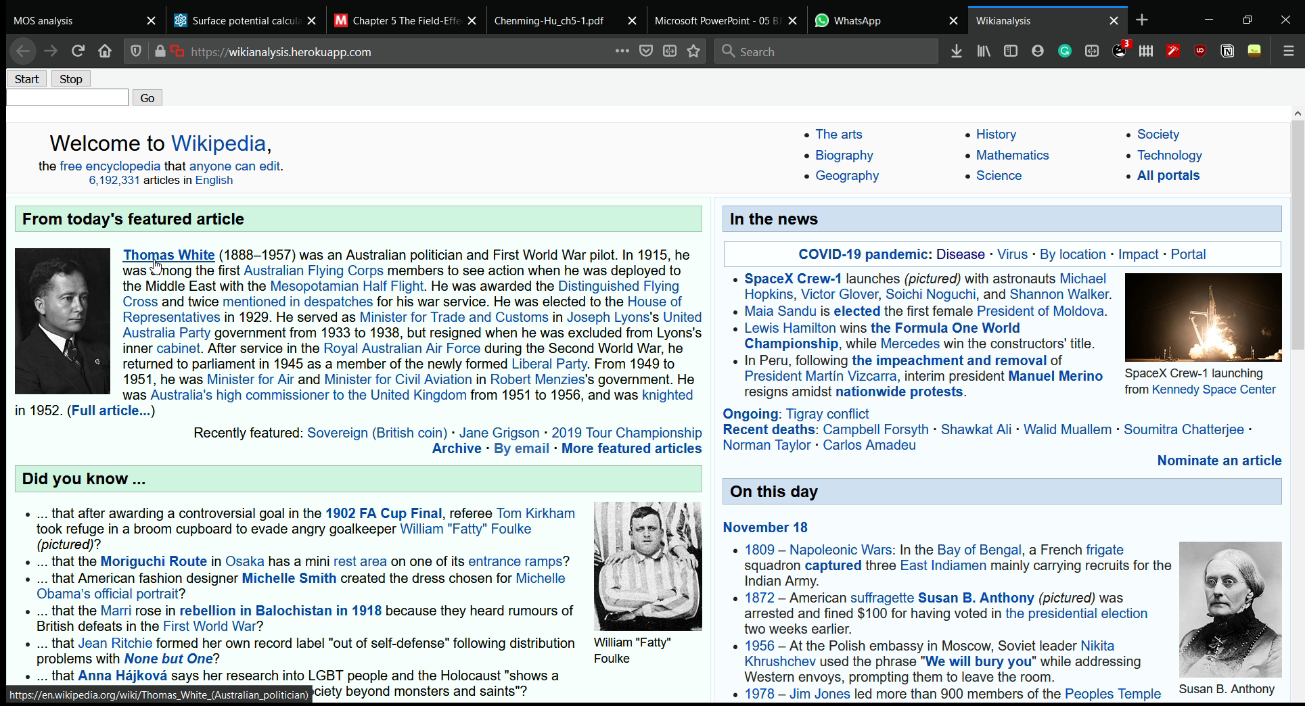 MOS analysis
Surface potential calcula
Chapter 5 The Field-Effe
Chenming-Hu_ch5-1.pdf
Microsoft PowerPoint - 05 B
WhatsApp
Wikianalysis
https://wikianalysis.herokuapp.com
Search
3
Start Stop
Go
Welcome to Wikipedia,
the free encyclopedia that anyone can edit.
6,192,331 articles in English
The arts
Biography
Geography
History
Mathematics
Science
Society
Technology
All portals
From today's featured article
Thomas White (1888–1957) was an Australian politician and First World War pilot. In 1915, he
was among the first Australian Flying Corps members to see action when he was deployed to
the Middle East with the Mesopotamian Half Flight. He was awarded the Distinguished Flying
Cross and twice mentioned in despatches for his war service. He was elected to the House of
Representatives in 1929. He served as Minister for Trade and Customs in Joseph Lyons's United
Australia Party government from 1933 to 1938, but resigned when he was excluded from Lyons's
inner cabinet. After service in the Royal Australian Air Force during the Second World War, he
returned to parliament in 1945 as a member of the newly formed Liberal Party. From 1949 to
1951, he was Minister for Air and Minister for Civil Aviation in Robert Menzies's government. He
was Australia's high commissioner to the United Kingdom from 1951 to 1956, and was knighted
in 1952. (Full article...)
Recently featured: Sovereign (British coin) · Jane Grigson · 2019 Tour Championship
Archive · By email · More featured articles
Did you know ...
... that after awarding a controversial goal in the 1902 FA Cup Final, referee Tom Kirkham
took refuge in a broom cupboard to evade angry goalkeeper William "Fatty" Foulke
(pictured)?
... that the Moriguchi Route in Osaka has a mini rest area on one of its entrance ramps?
... that American fashion designer Michelle Smith created the dress chosen for Michelle
Obama's official portrait?
... that the Marri rose in rebellion in Balochistan in 1918 because they heard rumours of
British defeats in the First World War?
... that Jean Ritchie formed her own record label "out of self-defense" following distribution
problems with None but One?
... that Anna Hájková says her research into LGBT people and the Holocaust "shows a
ciety beyond monsters and saints"?
William "Fatty"
Foulke
https://en.wikipedia.org/wiki/Thomas_White_(Australian_politician)
In the news
COVID-19 pandemic: Disease · Virus · By location · Impact · Portal
SpaceX Crew-1 launches (pictured) with astronauts Michael
Hopkins, Victor Glover, Soichi Noguchi, and Shannon Walker.
Maia Sandu is elected the first female President of Moldova.
Lewis Hamilton wins the Formula One World
Championship, while Mercedes win the constructors' title.
In Peru, following the impeachment and removal of
President Martín Vizcarra, interim president Manuel Merino
resigns amidst nationwide protests.
SpaceX Crew-1 launching
from Kennedy Space Center
Ongoing: Tigray conflict
Recent deaths: Campbell Forsyth · Shawkat Ali · Walid Muallem · Soumitra Chatterjee ·
Norman Taylor · Carlos Amadeu
Nominate an article
On this day
November 18
1809 – Napoleonic Wars: In the Bay of Bengal, a French frigate
squadron captured three East Indiamen mainly carrying recruits for the
Indian Army.
1872 – American suffragette Susan B. Anthony (pictured) was
arrested and fined $100 for having voted in the presidential election
two weeks earlier.
1956 – At the Polish embassy in Moscow, Soviet leader Nikita
Khrushchev used the phrase "We will bury you" while addressing
Western envoys, prompting them to leave the room.
1978 – Jim Jones led more than 900 members of the Peoples Temple
Susan B. Anthony